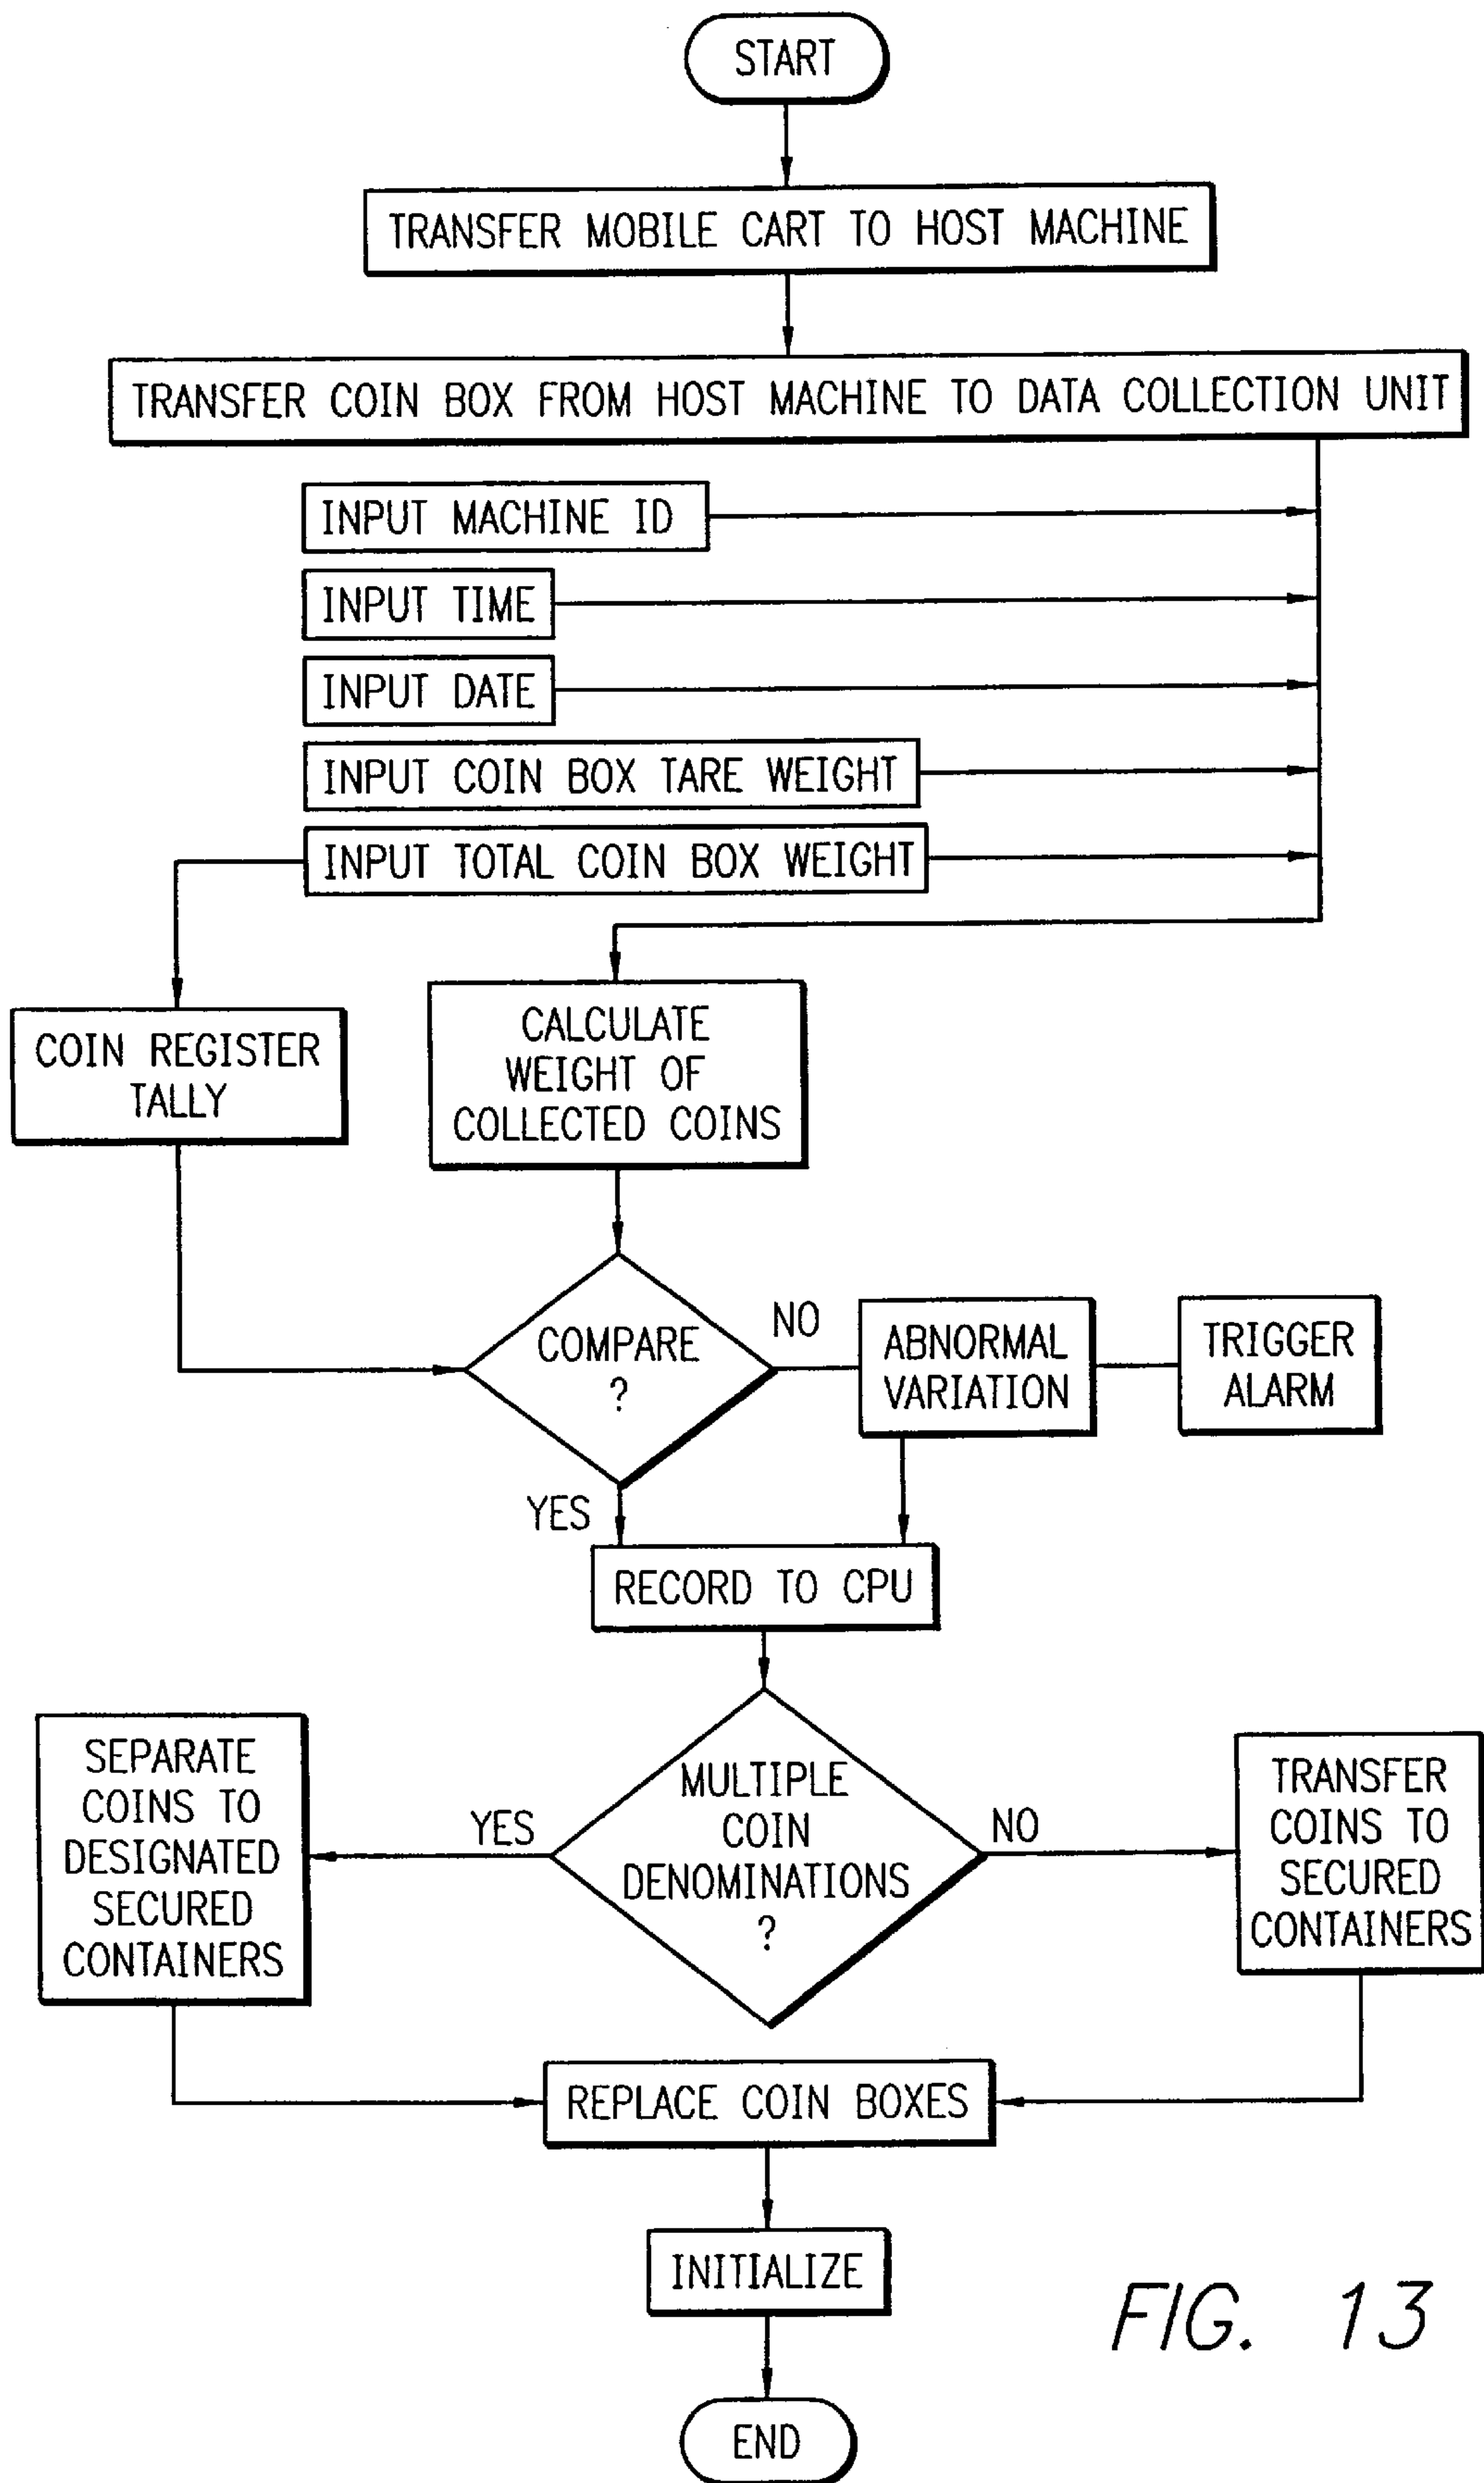 START
TRANSFER MOBILE CART TO HOST MACHINE
TRANSFER COIN BOX FROM HOST MACHINE TO DATA COLLECTION UNIT
INPUT MACHINE ID
INPUT TIME
INPUT DATE
INPUT COIN BOX TARE WEIGHT
INPUT TOTAL COIN BOX WEIGHT
COIN REGISTER
TALLY
CALCULATE
WEIGHT OF
COLLECTED COINS
COMPARE
?
NO
ABNORMAL
VARIATION
TRIGGER
ALARM
YES
RECORD TO CPU
SEPARATE
COINS TO
DESIGNATED
SECURED
CONTAINERS
YES
MULTIPLE
COIN
DENOMINATIONS
?
NO
TRANSFER
COINS TO
SECURED
CONTAINERS
REPLACE COIN BOXES
INITIALIZE
FIG. 13
END